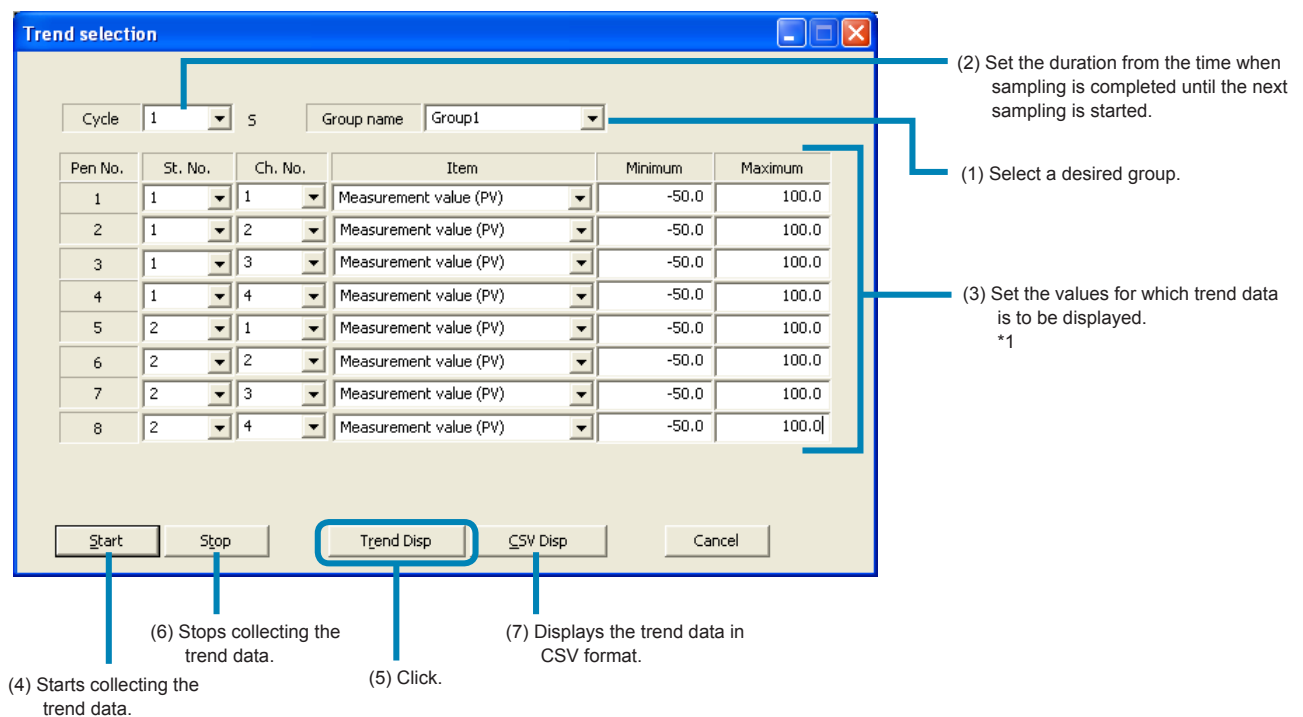 Trend selection
(2) Set the duration from the time when
sampling is completed until the next
sampling is started.
Cycle 1 S Group name Group1
(1) Select a desired group.
Pen No. St. No. Ch. No. Item Minimum Maximum
1 1 1 Measurement value (PV) -50.0 100.0
2 1 2 Measurement value (PV) -50.0 100.0
3 1 3 Measurement value (PV) -50.0 100.0
4 1 4 Measurement value (PV) -50.0 100.0
5 2 1 Measurement value (PV) -50.0 100.0
6 2 2 Measurement value (PV) -50.0 100.0
7 2 3 Measurement value (PV) -50.0 100.0
8 2 4 Measurement value (PV) -50.0 100.0
(3) Set the values for which trend data
is to be displayed.
*1
Start Stop Trend Disp CSV Disp Cancel
(6) Stops collecting the
trend data.
(7) Displays the trend data in
CSV format.
(5) Click.
(4) Starts collecting the
trend data.